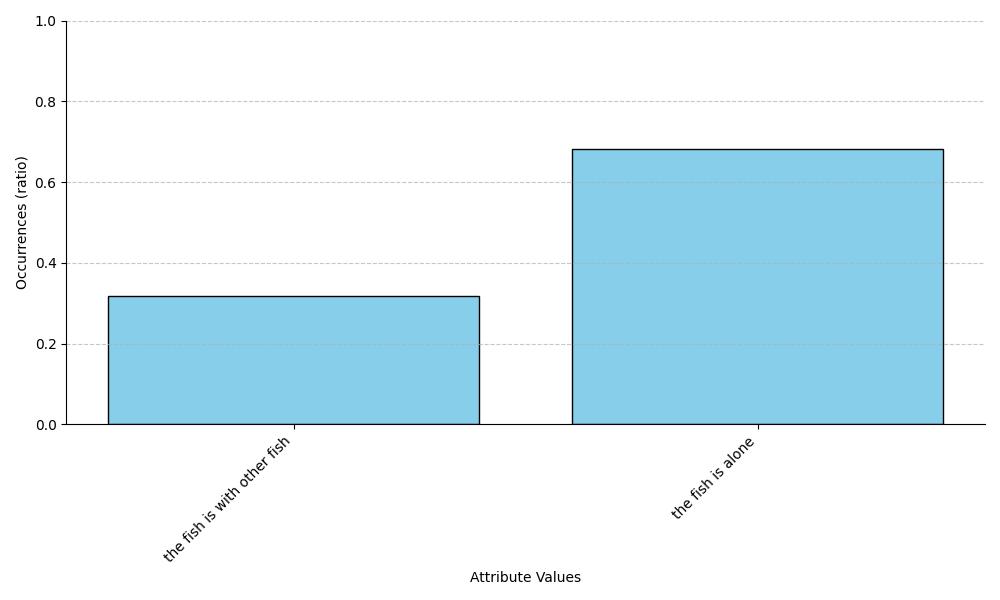 1.0
0.8
0.6
0.4
0.2
0.0
Occurrences (ratio)
the fish is with other fish
the fish is alone
Attribute Values